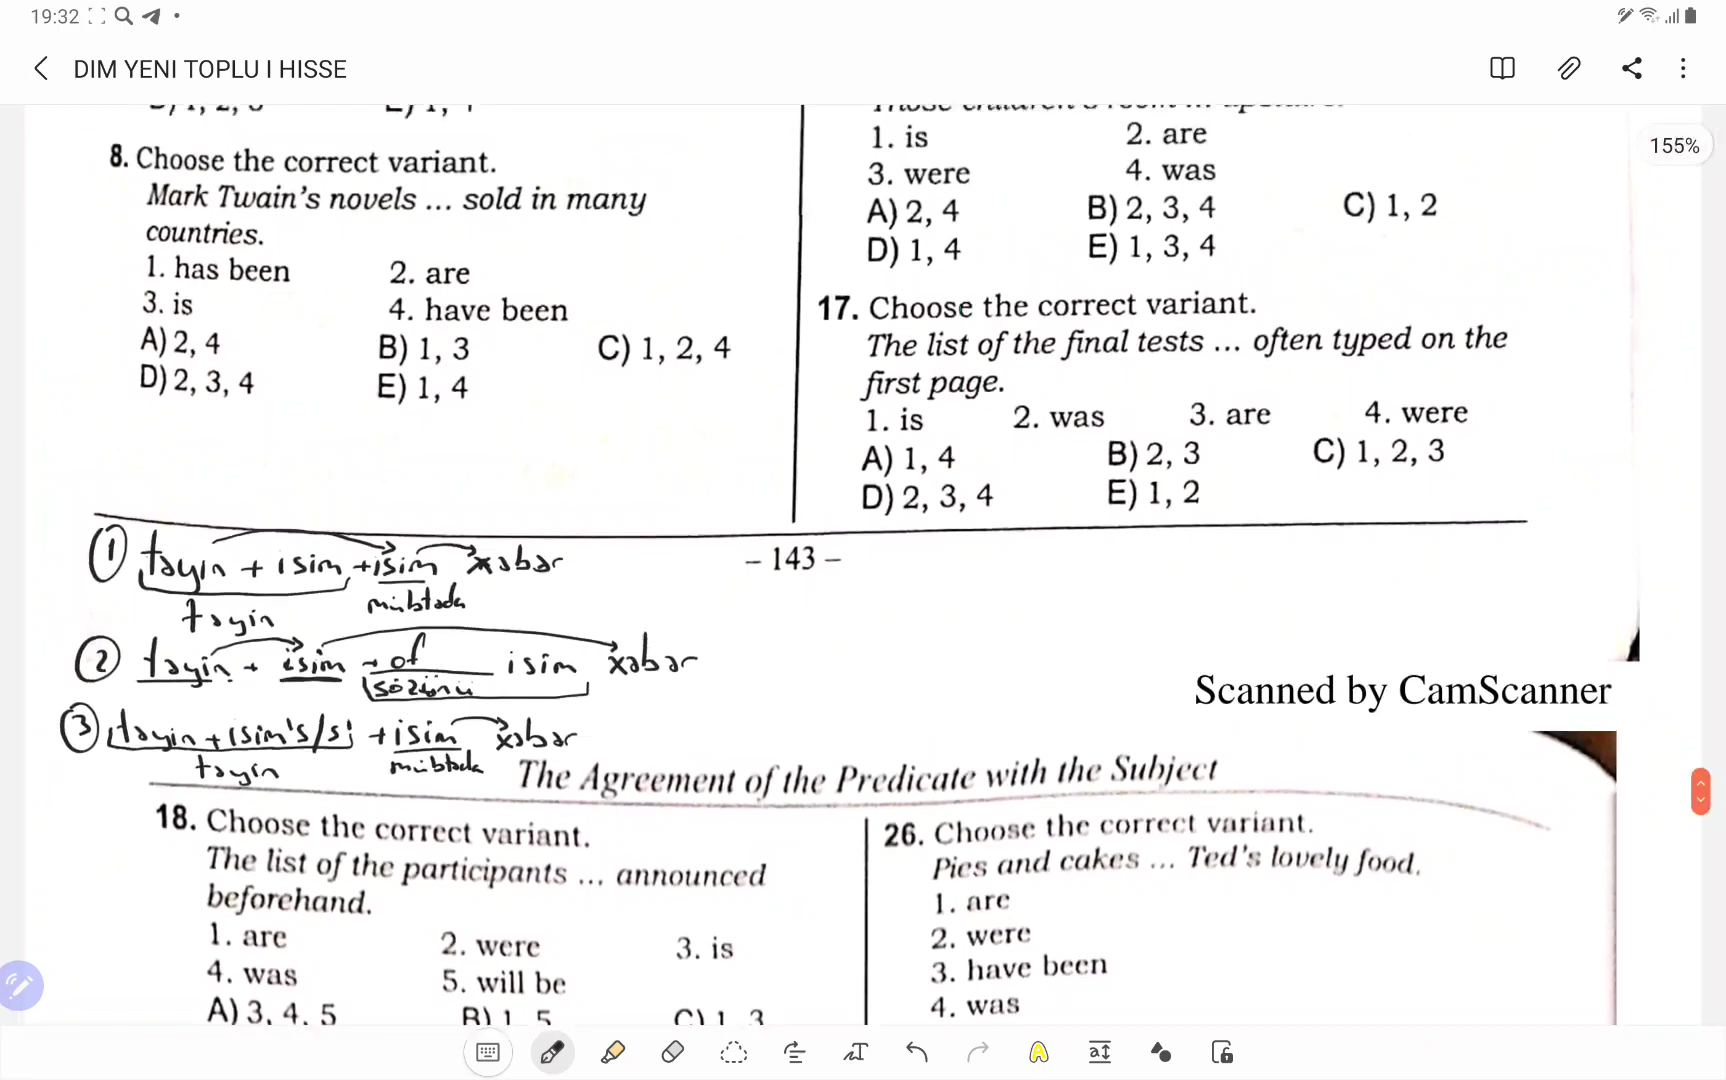 19:32
DIM YENI TOPLU I HISSE
155%
8. Choose the correct variant.
Mark Twain's novels ... sold in many
countries.
1. has been 2. are
3. is 4. have been
A) 2, 4 B) 1, 3 C) 1, 2, 4
D) 2, 3, 4 E) 1, 4
1. is 2. are
3. were 4. was
A) 2, 4 B) 2, 3, 4 C) 1, 2
D) 1, 4 E) 1, 3, 4
17. Choose the correct variant.
The list of the final tests ... often typed on the
first page.
1. is 2. was 3. are 4. were
A) 1, 4 B) 2, 3 C) 1, 2, 3
D) 2, 3, 4 E) 1, 2
– 143 –
1 təyin + isim + isim xəbər
təyin mübtəda
2 təyin + isim + of isim xəbər
sözönü
3 təyin + isim's/s' + isim xəbər
təyin mübtəda
Scanned by CamScanner
The Agreement of the Predicate with the Subject
18. Choose the correct variant.
The list of the participants ... announced
beforehand.
1. are 2. were 3. is
4. was 5. will be
A) 3, 4, 5 B) 1, 5 C) 1, 3
26. Choose the correct variant.
Pies and cakes ... Ted's lovely food.
1. are
2. were
3. have been
4. was